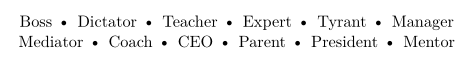 Boss • Dictator • Teacher • Expert • Tyrant • Manager
Mediator • Coach • CEO • Parent • President • Mentor